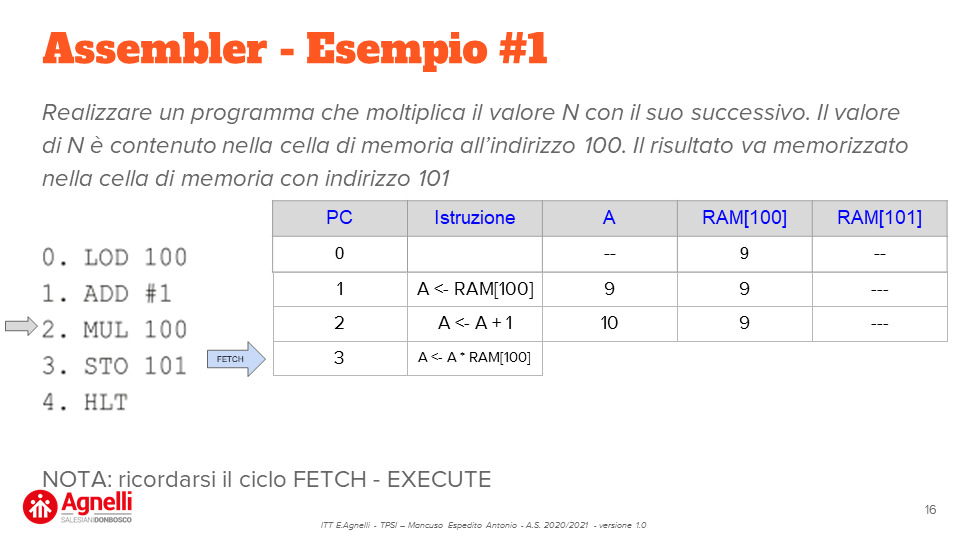 Assembler - Esempio #1
Realizzare un programma che moltiplica il valore N con il suo successivo. Il valore
di N è contenuto nella cella di memoria all’indirizzo 100. Il risultato va memorizzato
nella cella di memoria con indirizzo 101
PC Istruzione A RAM[100] RAM[101]
0 -- 9 --
1 A <- RAM[100] 9 9 ---
2 A <- A + 1 10 9 ---
3 A <- A * RAM[100]
0. LOD 100
1. ADD #1
2. MUL 100
3. STO 101
4. HLT
FETCH
NOTA: ricordarsi il ciclo FETCH - EXECUTE
Agnelli
SALESIANI DONBOSCO
16
ITT E.Agnelli - TPSI – Mancuso Espedito Antonio - A.S. 2020/2021 - versione 1.0